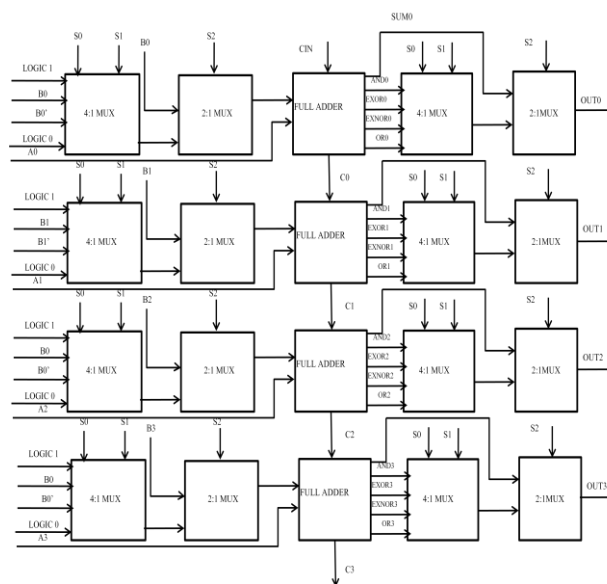 SUM0
S0 S1 B0 S2 CIN S0 S1 S2
LOGIC 1
B0
B0'
LOGIC 0
A0
4:1 MUX
2:1 MUX
FULL ADDER
AND0
EXOR0
EXNOR0
OR0
4:1 MUX
2:1MUX
OUT0
C0
S0 S1 B1 S2 S0 S1 S2
LOGIC 1
B1
B1'
LOGIC 0
A1
4:1 MUX
2:1 MUX
FULL ADDER
AND1
EXOR1
EXNOR1
OR1
4:1 MUX
2:1MUX
OUT1
C1
S0 S1 B2 S2 S0 S1 S2
LOGIC 1
B0
B0'
LOGIC 0
A2
4:1 MUX
2:1 MUX
FULL ADDER
AND2
EXOR2
EXNOR2
OR2
4:1 MUX
2:1MUX
OUT2
C2
S0 S1 B3 S2 S0 S1 S2
LOGIC 1
B0
B0'
LOGIC 0
A3
4:1 MUX
2:1 MUX
FULL ADDER
AND3
EXOR3
EXNOR3
OR3
4:1 MUX
2:1MUX
OUT3
C3